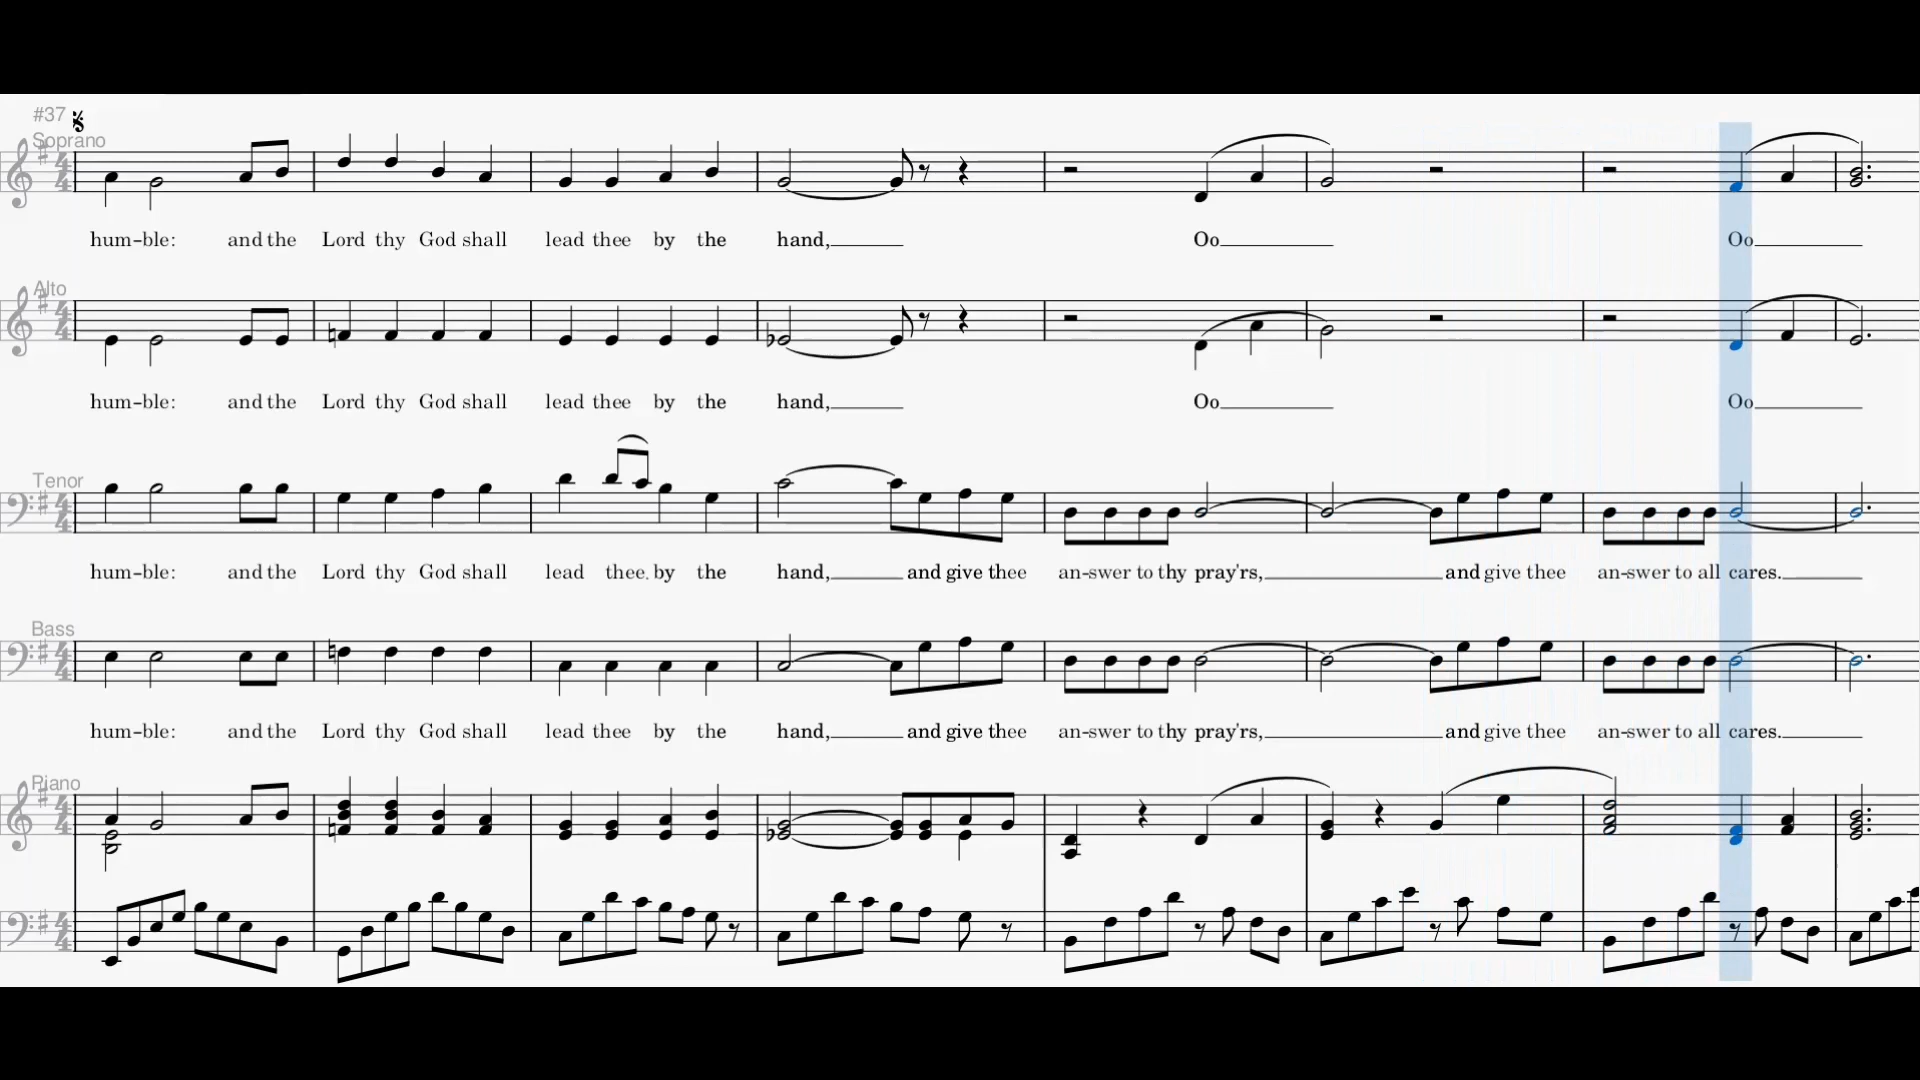 #37
Soprano
hum-ble: and the Lord thy God shall lead thee by the hand, Oo Oo
Alto
hum-ble: and the Lord thy God shall lead thee by the hand, Oo Oo
Tenor
hum-ble: and the Lord thy God shall lead thee by the hand, and give thee an-swer to thy pray'rs, and give thee an-swer to all cares.
Bass
hum-ble: and the Lord thy God shall lead thee by the hand, and give thee an-swer to thy pray'rs, and give thee an-swer to all cares.
Piano